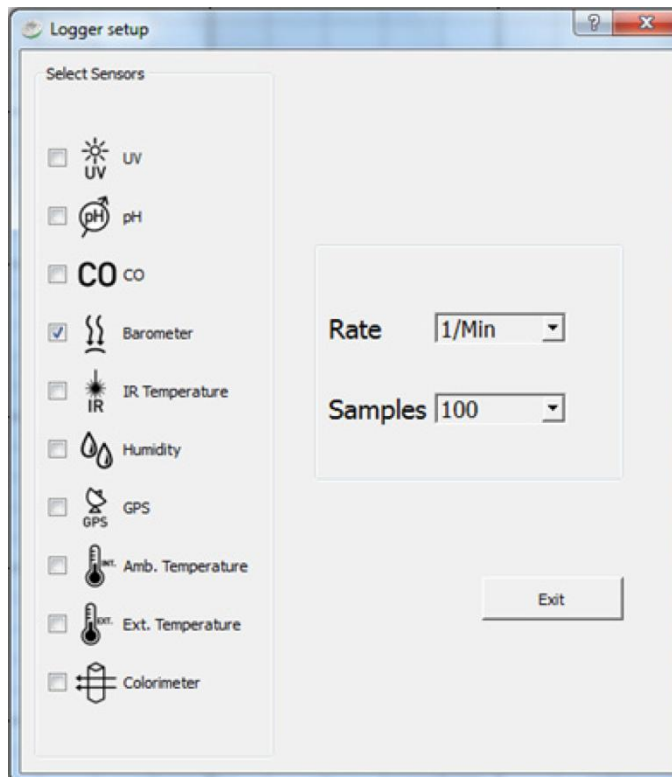 Logger setup
Select Sensors
UV UV
pH pH
CO CO
Barometer
IR IR Temperature
Humidity
GPS GPS
INT. Amb. Temperature
EXT. Ext. Temperature
Colorimeter
Rate 1/Min
Samples 100
Exit